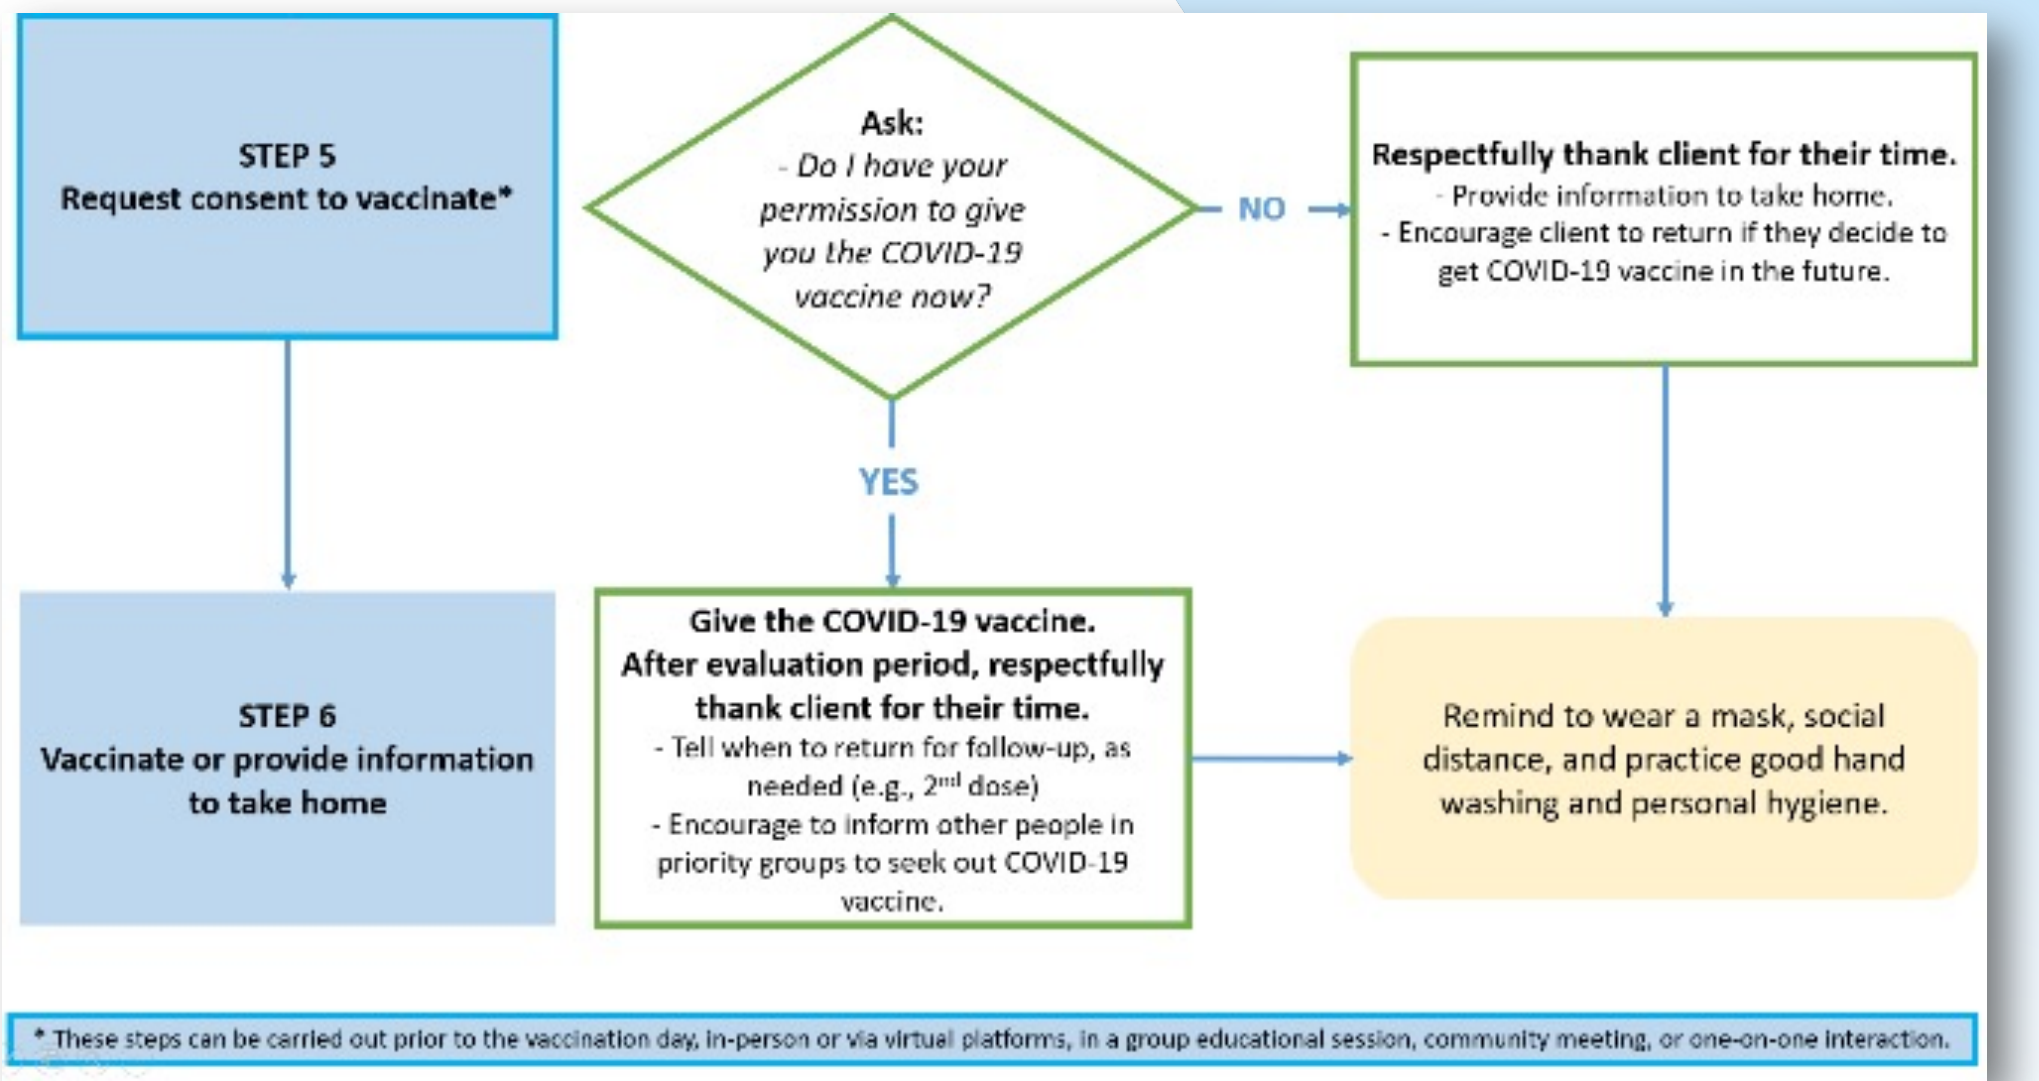 STEP 5
Request consent to vaccinate*
Ask:
- Do I have your
permission to give
you the COVID-19
vaccine now?
NO
Respectfully thank client for their time.
- Provide information to take home.
- Encourage client to return if they decide to
get COVID-19 vaccine in the future.
YES
STEP 6
Vaccinate or provide information
to take home
Give the COVID-19 vaccine.
After evaluation period, respectfully
thank client for their time.
- Tell when to return for follow-up, as
needed (e.g., 2nd dose)
- Encourage to inform other people in
priority groups to seek out COVID-19
vaccine.
Remind to wear a mask, social
distance, and practice good hand
washing and personal hygiene.
* These steps can be carried out prior to the vaccination day, in-person or via virtual platforms, in a group educational session, community meeting, or one-on-one interaction.